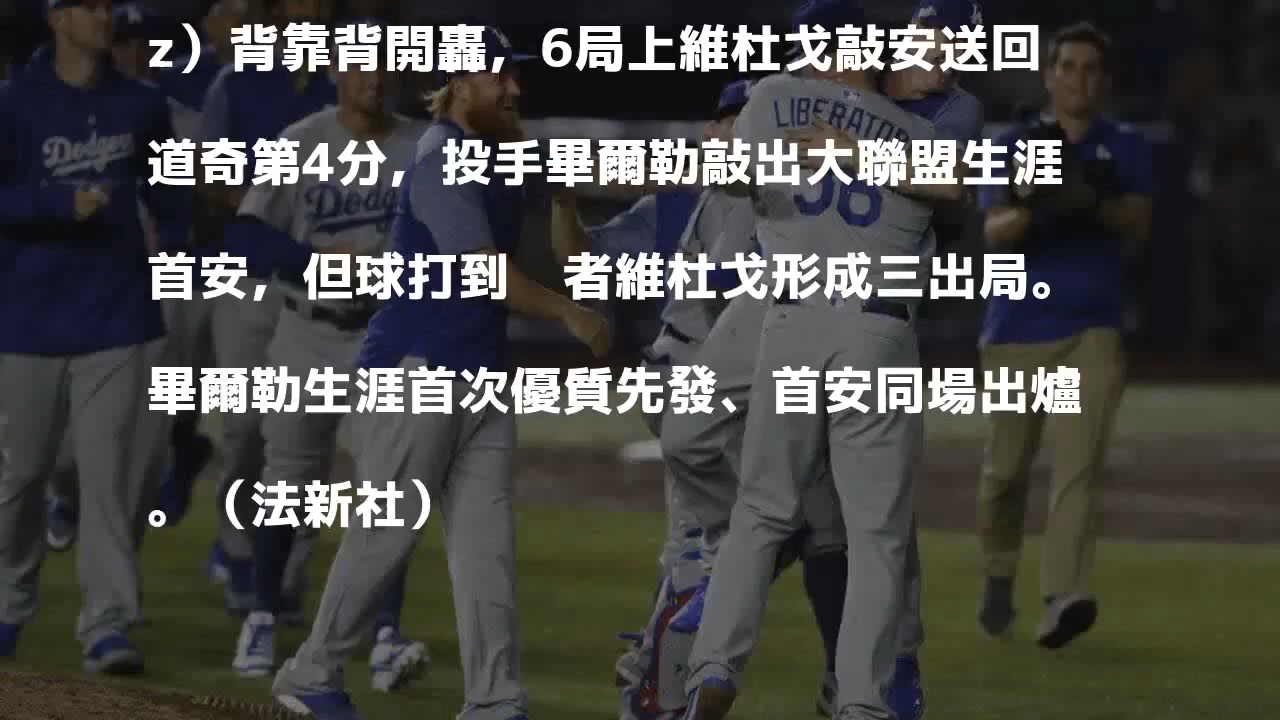 z）背靠背開轟，6局上維杜戈敲安送回
道奇第4分，投手畢爾勒敲出大聯盟生涯
首安，但球打到　者維杜戈形成三出局。
畢爾勒生涯首次優質先發、首安同場出爐
。（法新社）
Dodgers
LIBERATOR